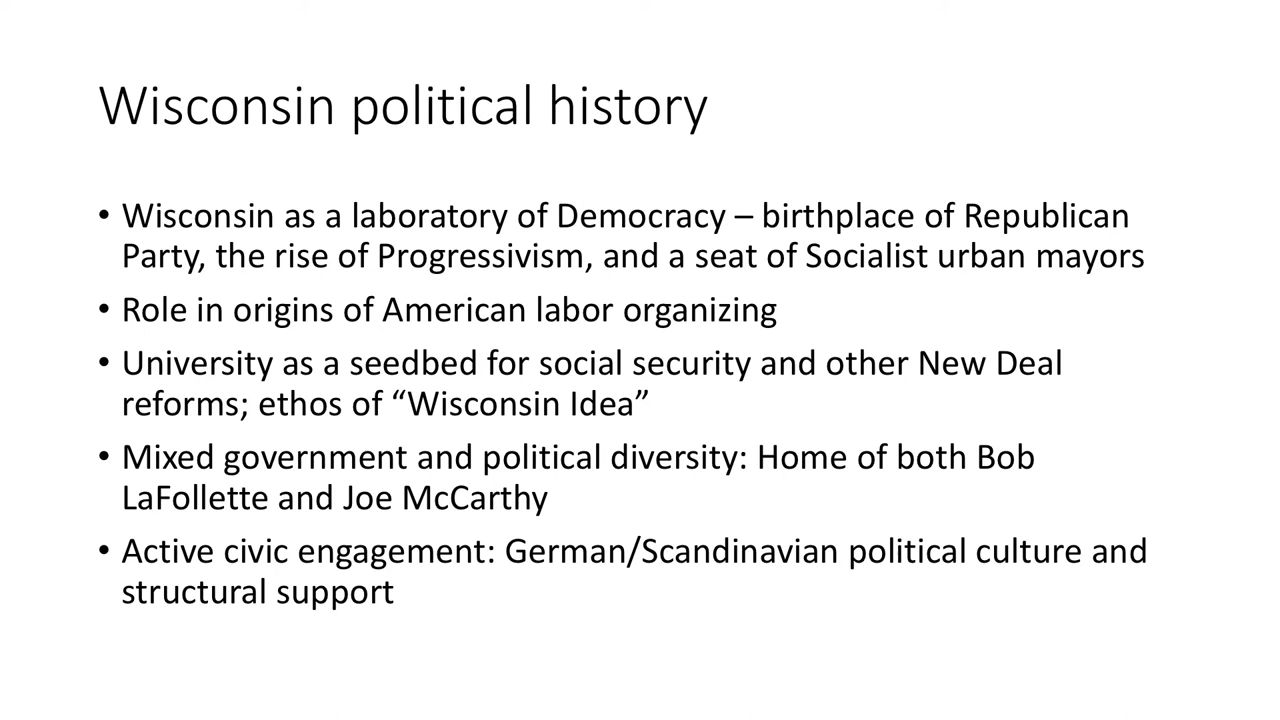 Wisconsin political history
• Wisconsin as a laboratory of Democracy – birthplace of Republican
Party, the rise of Progressivism, and a seat of Socialist urban mayors
• Role in origins of American labor organizing
• University as a seedbed for social security and other New Deal
reforms; ethos of “Wisconsin Idea”
• Mixed government and political diversity: Home of both Bob
LaFollette and Joe McCarthy
• Active civic engagement: German/Scandinavian political culture and
structural support